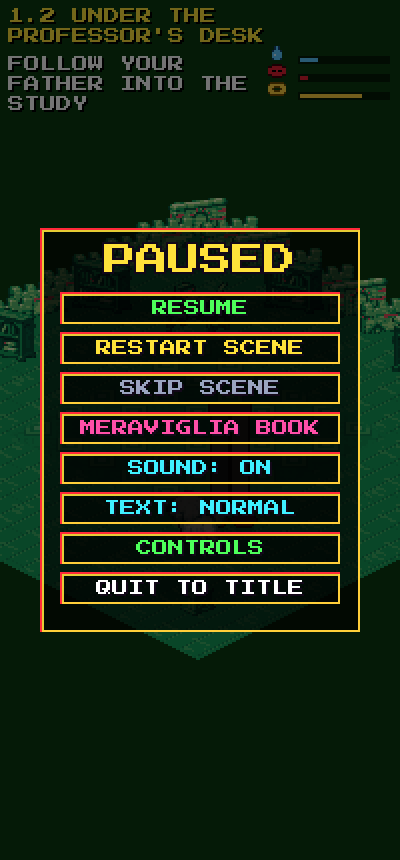 1.2 UNDER THE
PROFESSOR'S DESK
FOLLOW YOUR
FATHER INTO THE
STUDY
PAUSED
RESUME
RESTART SCENE
SKIP SCENE
MERAVIGLIA BOOK
SOUND: ON
TEXT: NORMAL
CONTROLS
QUIT TO TITLE